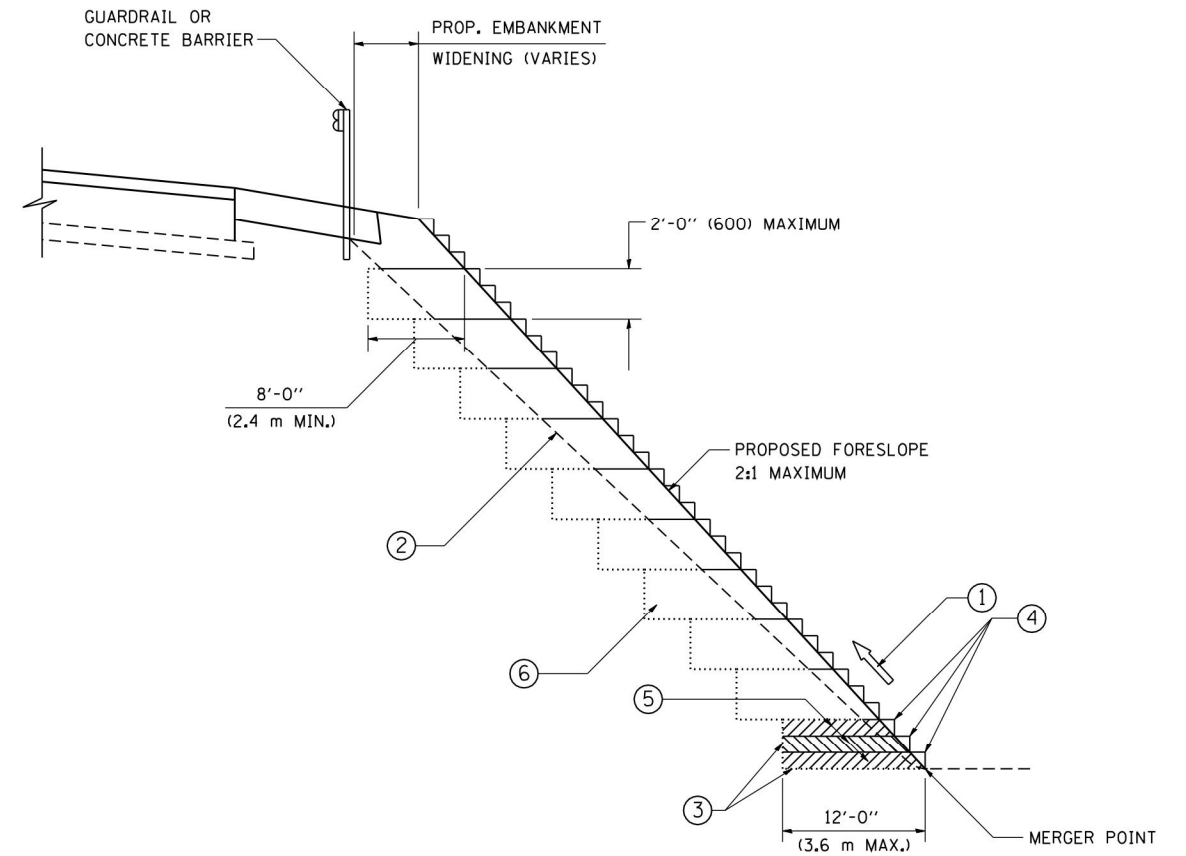 GUARDRAIL OR
CONCRETE BARRIER
PROP. EMBANKMENT
WIDENING (VARIES)
2'-0'' (600) MAXIMUM
8'-0''
(2.4 m MIN.)
PROPOSED FORESLOPE
2:1 MAXIMUM
2
1
4
6
5
3
12'-0''
(3.6 m MAX.)
MERGER POINT